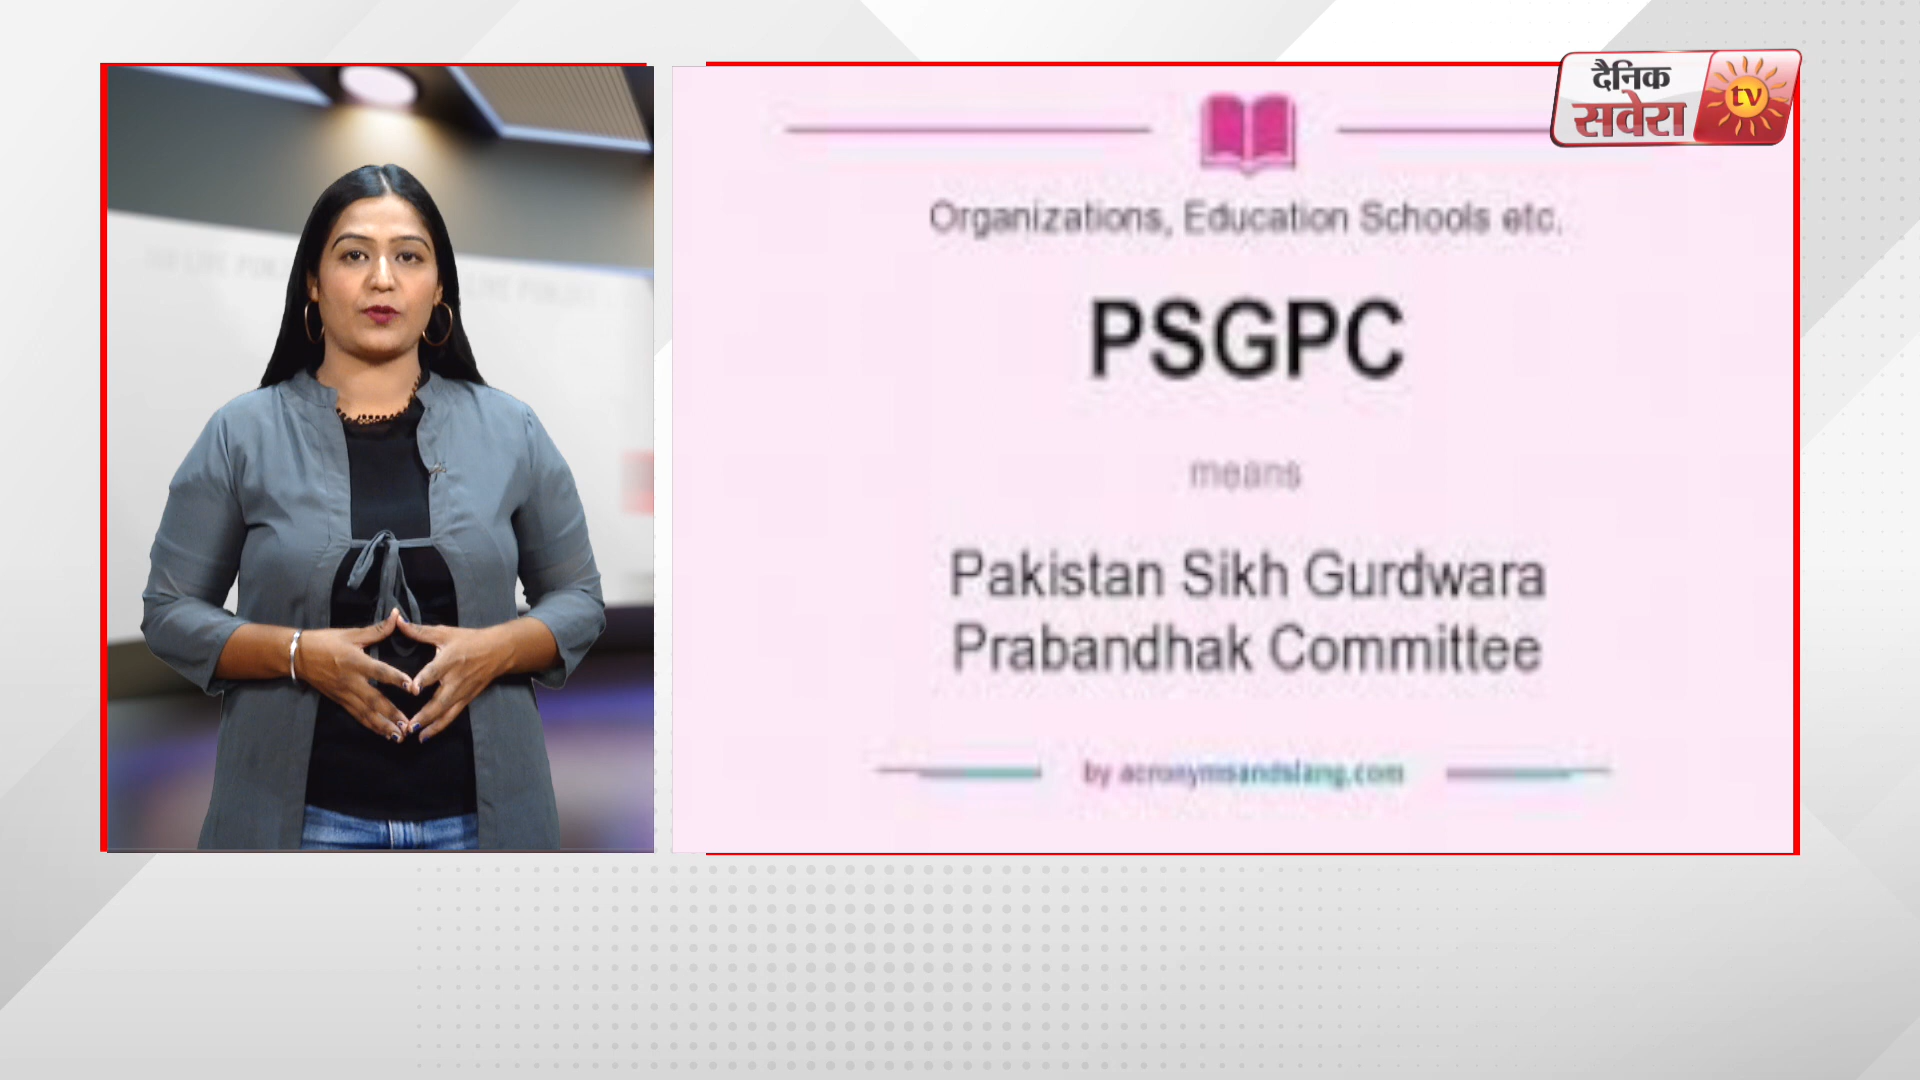 दैनिक
सवेरा
tv
Organizations, Education Schools etc.
PSGPC
means
Pakistan Sikh Gurdwara
Prabandhak Committee
by acronymsandslang.com